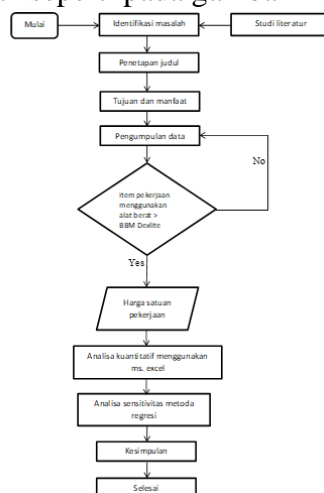 Mulai
Identifikasi masalah
Studi literatur
Penetapan judul
Tujuan dan manfaat
Pengumpulan data
No
Item pekerjaan
menggunakan
alat berat >
BBM Dexlite
Yes
Harga satuan
pekerjaan
Analisa kuantitatif menggunakan
ms. excel
Analisa sensitivitas metoda
regresi
Kesimpulan
Selesai